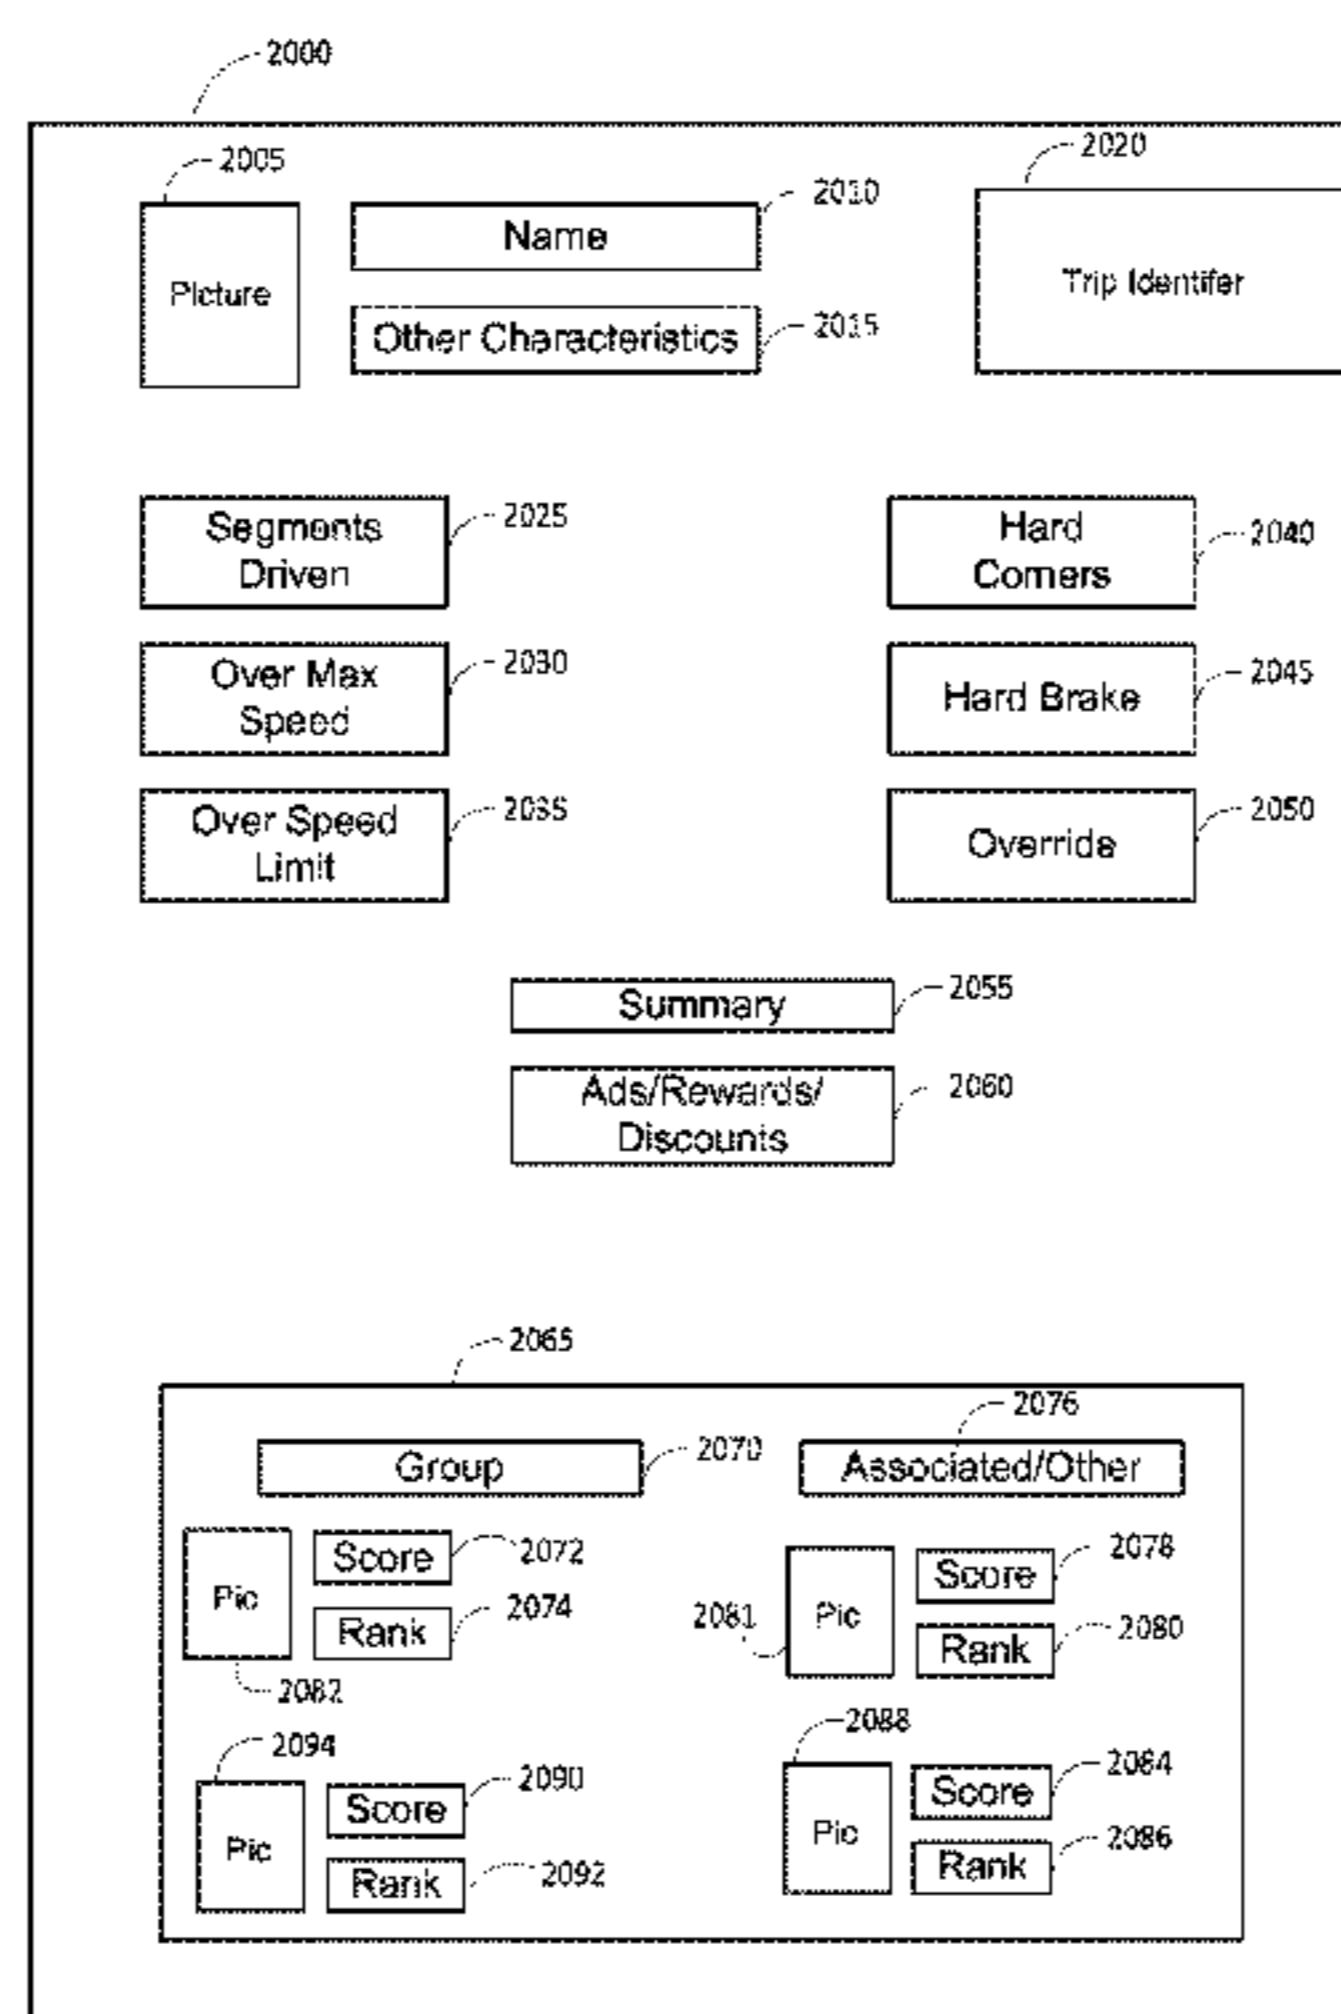 2000
2005
2020
2010
Name
Picture
Trip Identifer
2015
Other Characteristics
Segments
Driven
2025
Hard
Corners
2040
Over Max
Speed
2030
Hard Brake
2045
Over Speed
Limit
2035
Override
2050
Summary
2055
Ads/Rewards/
Discounts
2060
2065
2076
Group
2070
Associated/Other
Pic
Score
2072
Rank
2074
2082
2081
Pic
Score
2078
Rank
2080
2094
Pic
Score
2090
Rank
2092
2088
Pic
Score
2084
Rank
2086